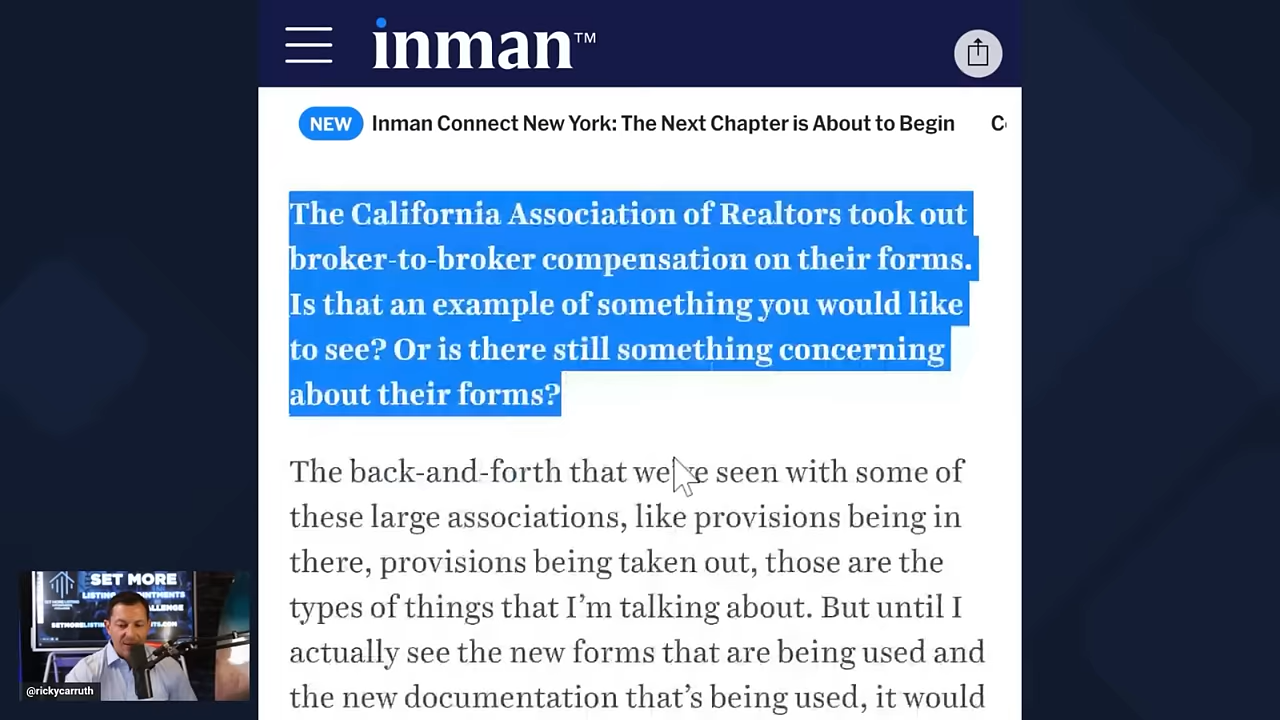 inman™
NEW Inman Connect New York: The Next Chapter is About to Begin
The California Association of Realtors took out
broker-to-broker compensation on their forms.
Is that an example of something you would like
to see? Or is there still something concerning
about their forms?
The back-and-forth that we've seen with some of
these large associations, like provisions being in
there, provisions being taken out, those are the
types of things that I'm talking about. But until I
actually see the new forms that are being used and
the new documentation that's being used, it would
SET MORE
@rickycarruth